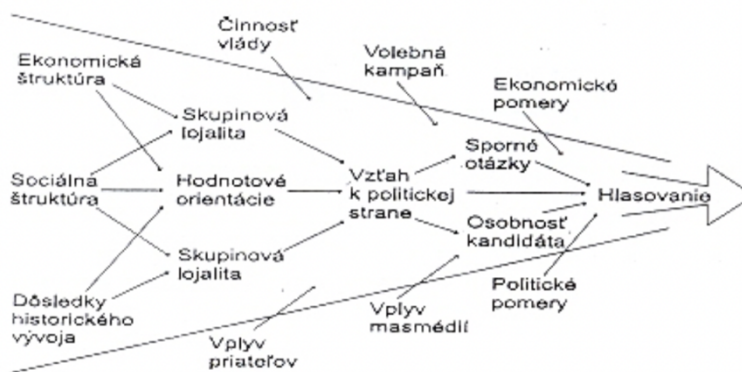 Činnosť
vlády
Volebná
kampaň
Ekonomická
štruktúra
Ekonomické
pomery
Skupinová
lojalita
Sporné
otázky
Sociálna
štruktúra
Hodnotové
orientácie
Vzťah
k politickej
strane
Hlasovanie
Osobnosť
kandidáta
Skupinová
lojalita
Dôsledky
historického
vývoja
Vplyv
priateľov
Vplyv
masmédií
Politické
pomery